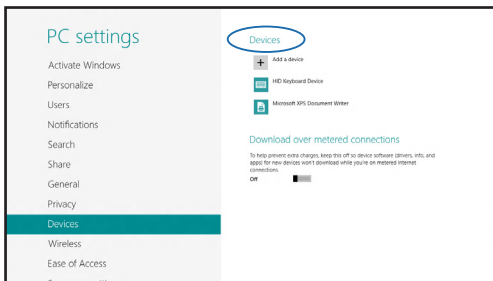 PC settings
Activate Windows
Personalize
Users
Notifications
Search
Share
General
Privacy
Devices
Wireless
Ease of Access
Devices
Add a device
HID Keyboard Device
Microsoft XPS Document Writer
Download over metered connections
To help prevent extra charges, keep this off so device software (drivers, info, and
apps) for new devices won't download while you're on metered Internet
connections.
Off